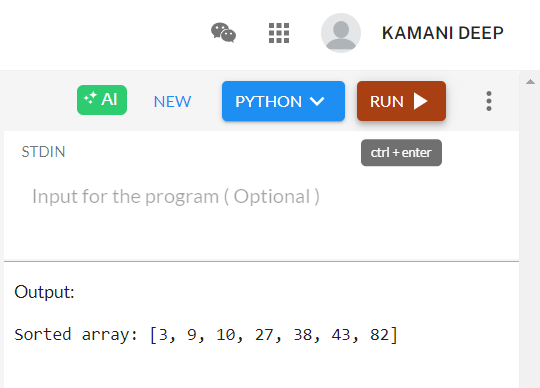 KAMANI DEEP
AI NEW PYTHON RUN
STDIN
ctrl + enter
Input for the program ( Optional )
Output:
Sorted array: [3, 9, 10, 27, 38, 43, 82]